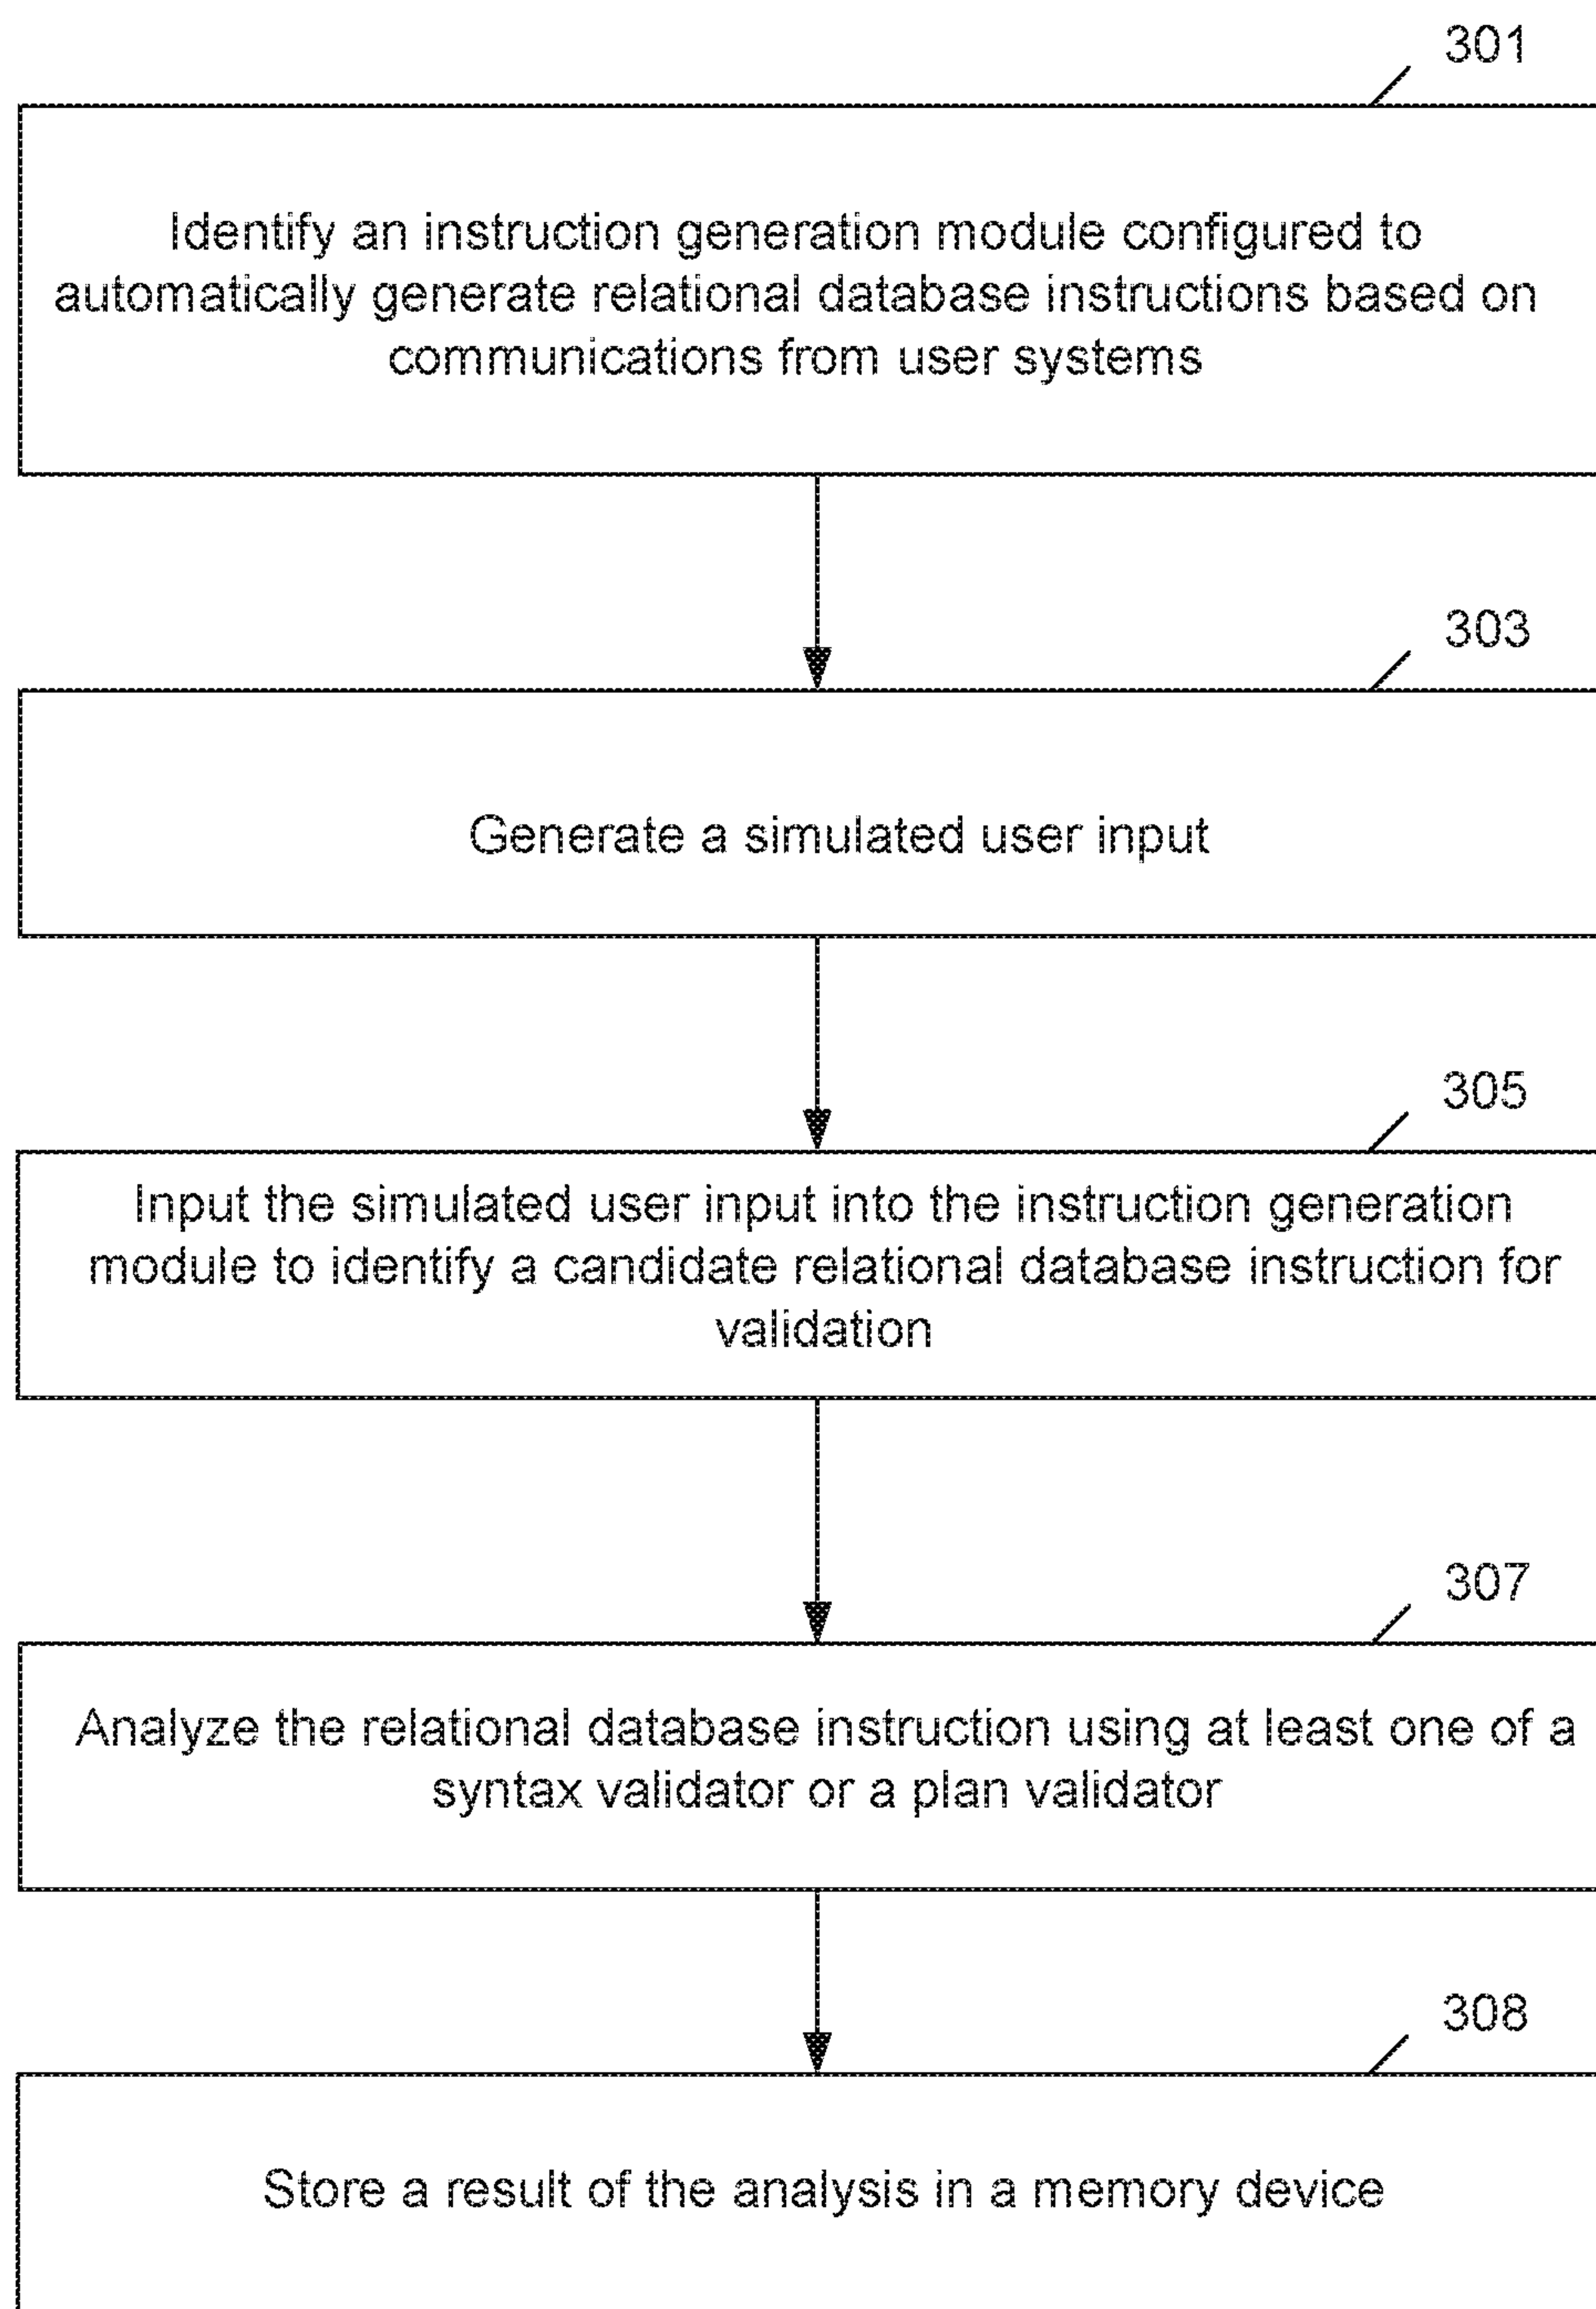 301
Identify an instruction generation module configured to
automatically generate relational database instructions based on
communications from user systems
303
Generate a simulated user input
305
Input the simulated user input into the instruction generation
module to identify a candidate relational database instruction for
validation
307
Analyze the relational database instruction using at least one of a
syntax validator or a plan validator
308
Store a result of the analysis in a memory device